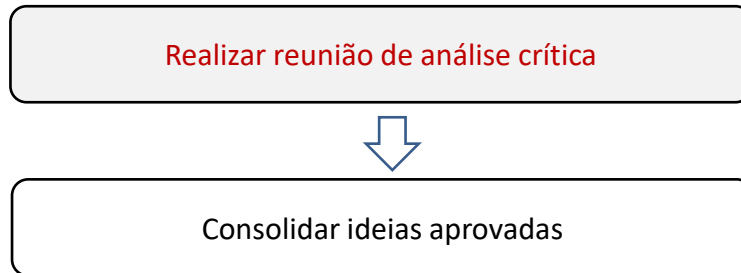 Realizar reunião de análise crítica
Consolidar ideias aprovadas